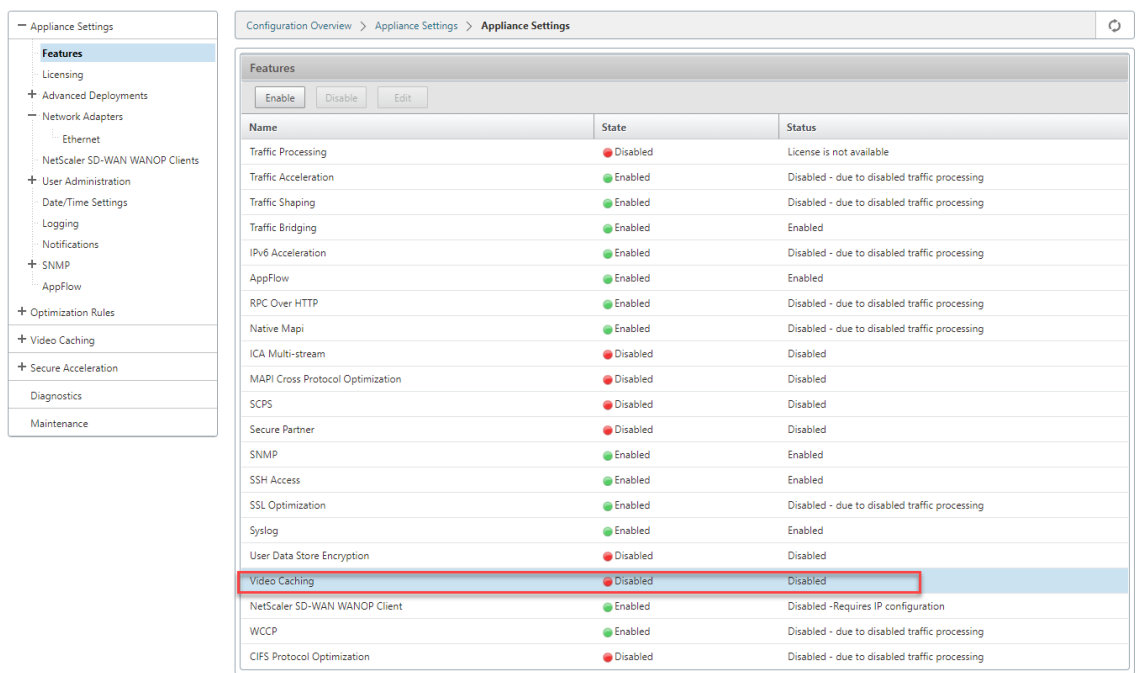 Appliance Settings
Features
Licensing
Advanced Deployments
Network Adapters
Ethernet
NetScaler SD-WAN WANOP Clients
User Administration
Date/Time Settings
Logging
Notifications
SNMP
AppFlow
Optimization Rules
Video Caching
Secure Acceleration
Diagnostics
Maintenance
Configuration Overview > Appliance Settings > Appliance Settings
Features
Enable Disable Edit
Name State Status
Traffic Processing Disabled License is not available
Traffic Acceleration Enabled Disabled - due to disabled traffic processing
Traffic Shaping Enabled Disabled - due to disabled traffic processing
Traffic Bridging Enabled Enabled
IPv6 Acceleration Enabled Disabled - due to disabled traffic processing
AppFlow Enabled Enabled
RPC Over HTTP Enabled Disabled - due to disabled traffic processing
Native Mapi Enabled Disabled - due to disabled traffic processing
ICA Multi-stream Disabled Disabled
MAPI Cross Protocol Optimization Disabled Disabled
SCPS Disabled Disabled
Secure Partner Disabled Disabled
SNMP Enabled Enabled
SSH Access Enabled Enabled
SSL Optimization Enabled Disabled - due to disabled traffic processing
Syslog Enabled Enabled
User Data Store Encryption Disabled Disabled
Video Caching Disabled Disabled
NetScaler SD-WAN WANOP Client Enabled Disabled -Requires IP configuration
WCCP Enabled Disabled - due to disabled traffic processing
CIFS Protocol Optimization Disabled Disabled - due to disabled traffic processing